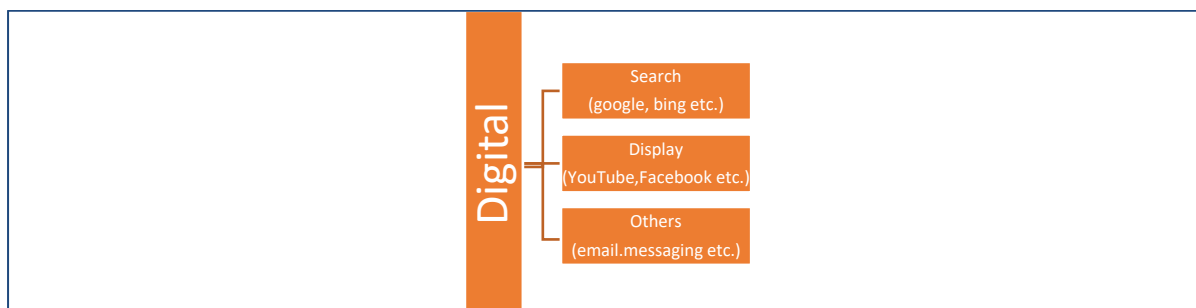 Digital
Search
(google, bing etc.)
Display
(YouTube,Facebook etc.)
Others
(email.messaging etc.)